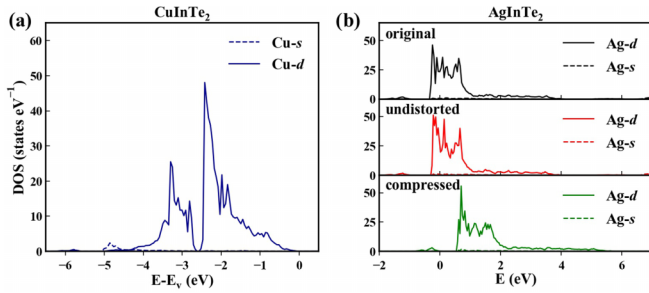 (a) CuInTe₂
DOS (states eV⁻¹)
60
50
40
30
20
10
0
Cu-s
Cu-d
−6 −5 −4 −3 −2 −1 0
E-Eᵥ (eV)
(b) AgInTe₂
original
Ag-d
Ag-s
50
25
0
undistorted
Ag-d
Ag-s
50
25
0
compressed
Ag-d
Ag-s
50
25
0
−2 0 2 4 6
E (eV)